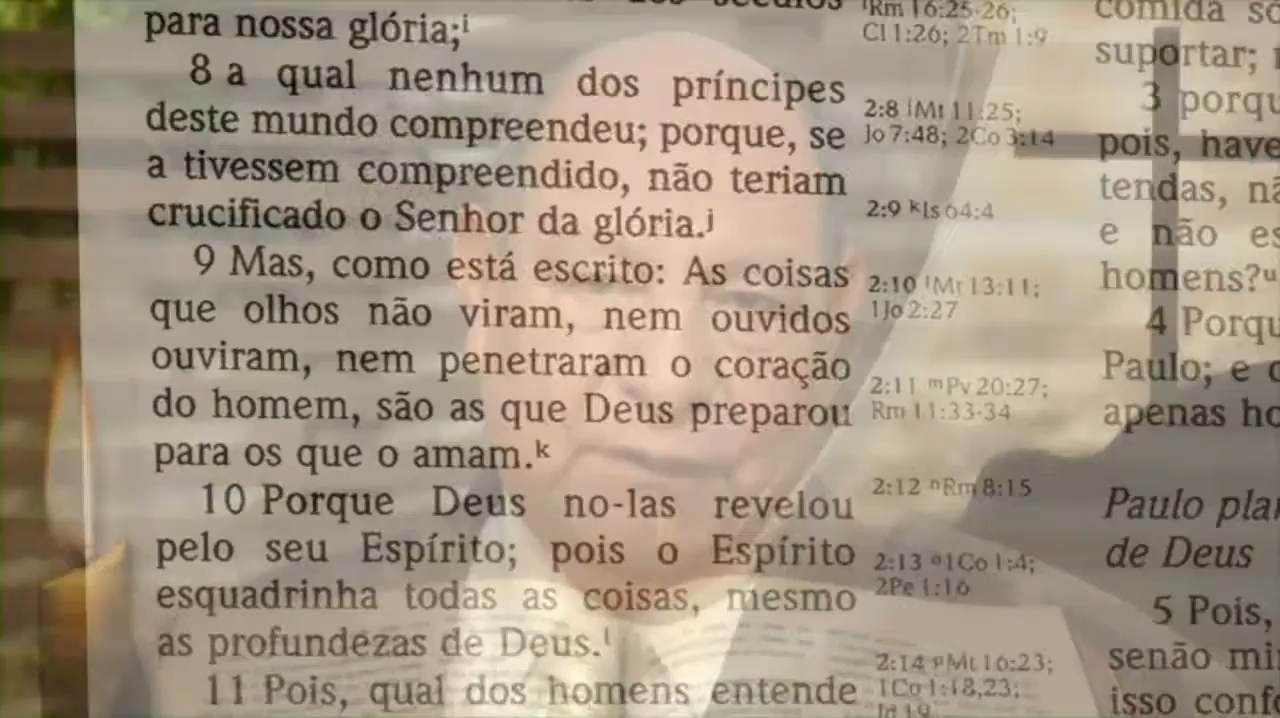 para nossa glória;ⁱ
8 a qual nenhum dos príncipes
deste mundo compreendeu; porque, se
a tivessem compreendido, não teriam
crucificado o Senhor da glória.ʲ
9 Mas, como está escrito: As coisas
que olhos não viram, nem ouvidos
ouviram, nem penetraram o coração
do homem, são as que Deus preparou
para os que o amam.ᵏ
10 Porque Deus no-las revelou
pelo seu Espírito; pois o Espírito
esquadrinha todas as coisas, mesmo
as profundezas de Deus.ˡ
11 Pois, qual dos homens entende
ⁱRm 16:25-26;
Cl 1:26; 2Tm 1:9
2:8 ʲMt 11:25;
Jo 7:48; 2Co 3:14
2:9 ᵏIs 64:4
2:10 ˡMt 13:11;
1Jo 2:27
2:11 ᵐPv 20:27;
Rm 11:33-34
2:12 ⁿRm 8:15
2:13 ᵒ1Co 1:4;
2Pe 1:16
2:14 ᵖMt 16:23;
1Co 1:18,23;
Jd 19
comida
suportar;
3 porqu
pois, have
tendas, nã
e não es
homens?ᵘ
4 Porqu
Paulo; e
apenas ho
Paulo pla
de Deus
5 Pois,
senão mi
isso conf